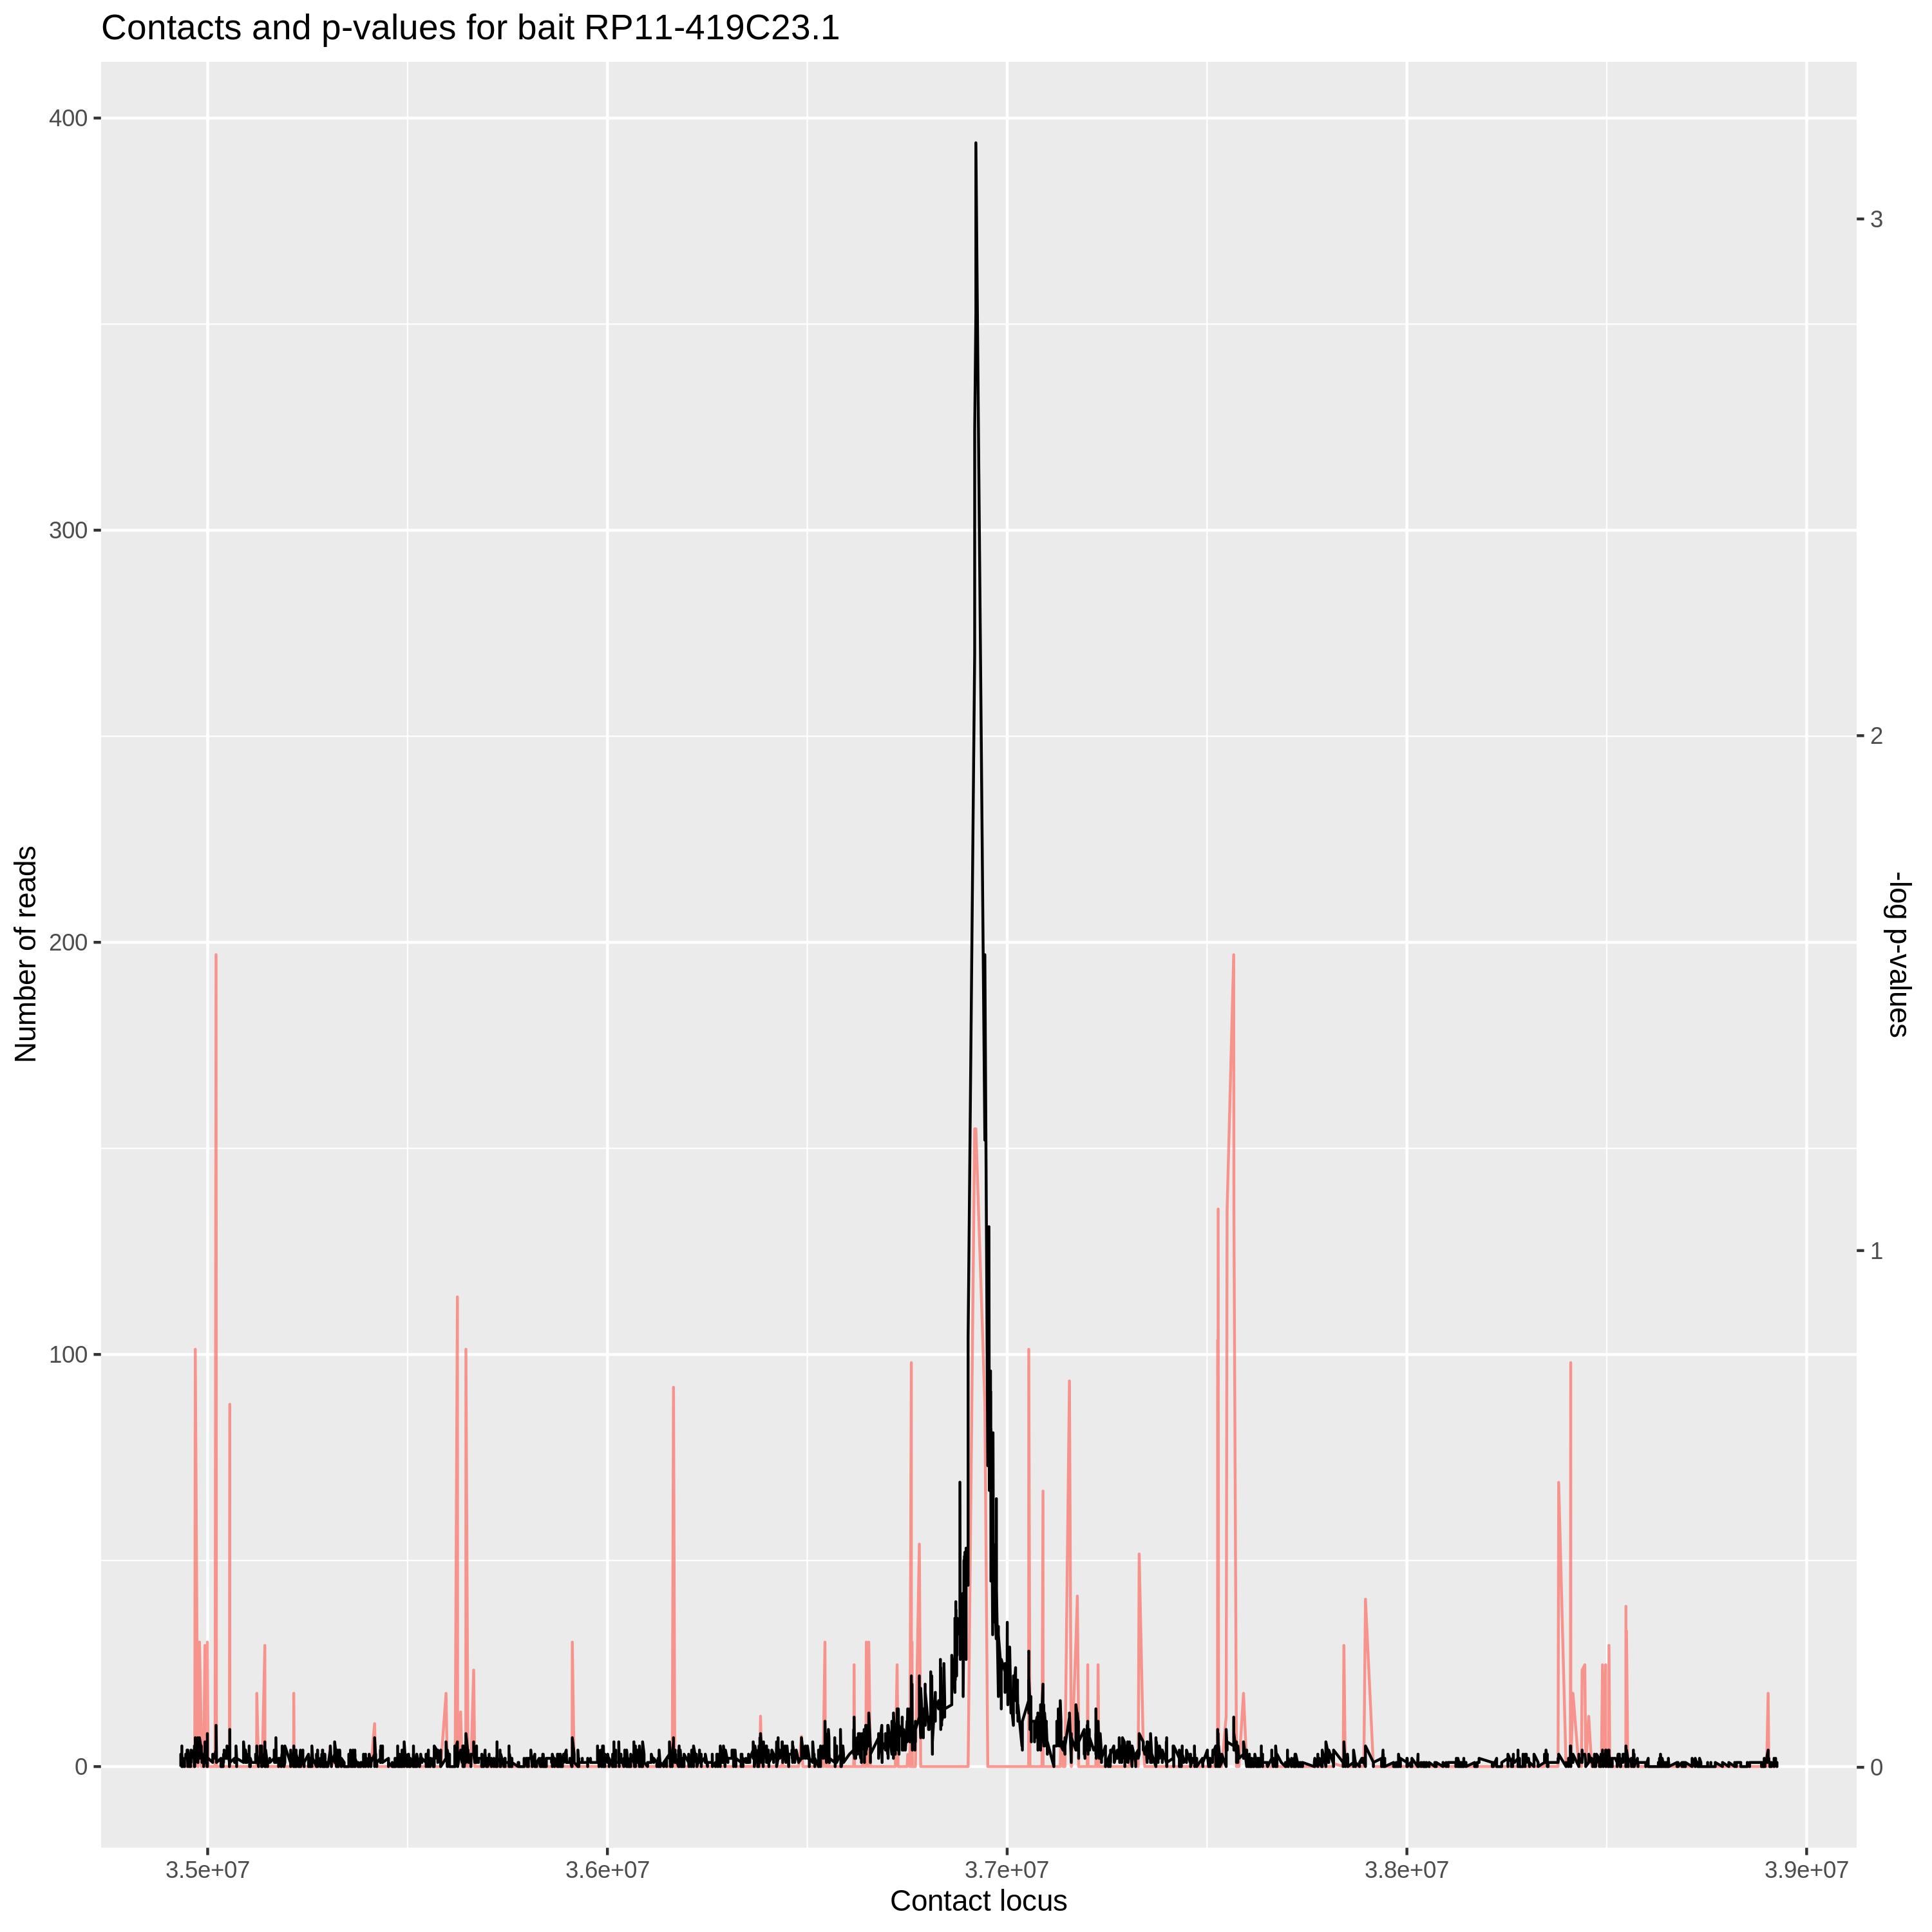 Contacts and p-values for bait RP11-419C23.1
400
300
200
100
0
Number of reads
3
2
1
0
-log p-values
3.5e+07
3.6e+07
3.7e+07
3.8e+07
3.9e+07
Contact locus